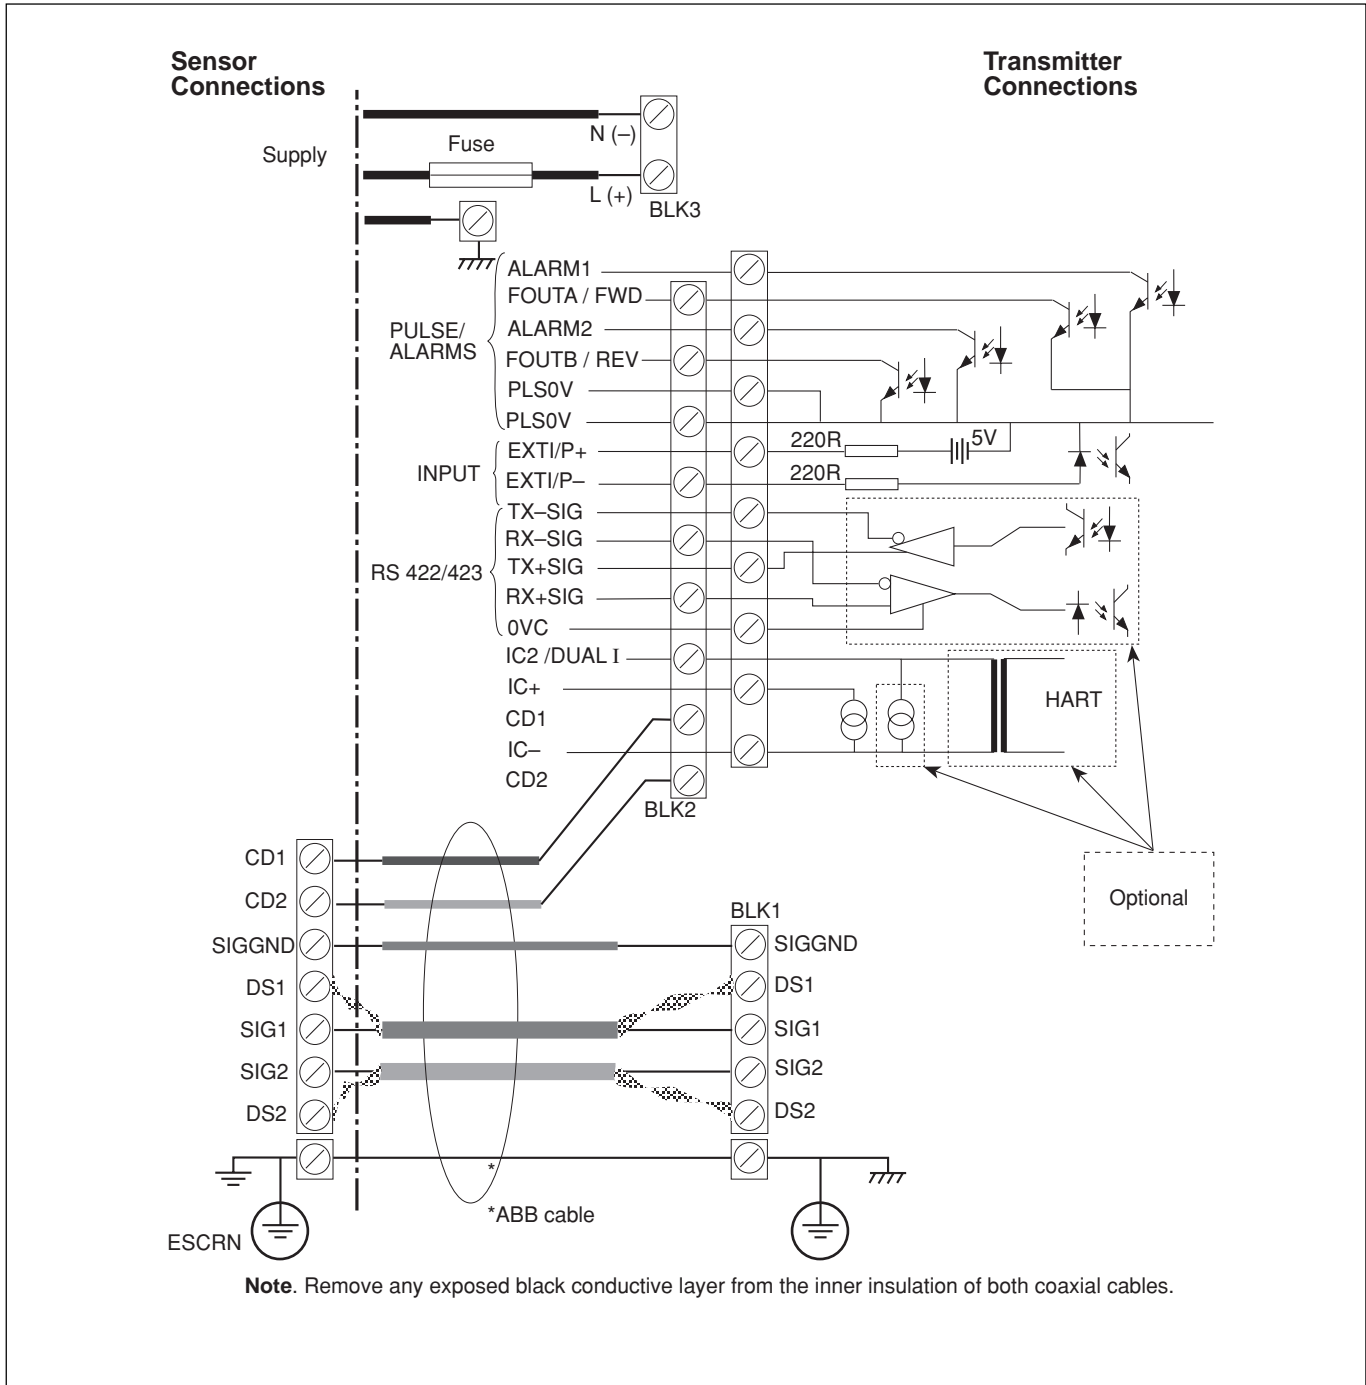 Sensor
Connections
Transmitter
Connections
Supply
Fuse
N (–)
L (+)
BLK3
PULSE/
ALARMS
ALARM1
FOUTA / FWD
ALARM2
FOUTB / REV
PLS0V
PLS0V
INPUT
EXTI/P+
EXTI/P–
220R
5V
220R
RS 422/423
TX–SIG
RX–SIG
TX+SIG
RX+SIG
0VC
IC2 /DUAL I
IC+
CD1
IC–
CD2
BLK2
HART
Optional
CD1
CD2
SIGGND
DS1
SIG1
SIG2
DS2
BLK1
SIGGND
DS1
SIG1
SIG2
DS2
*
*ABB cable
ESCRN
Note. Remove any exposed black conductive layer from the inner insulation of both coaxial cables.